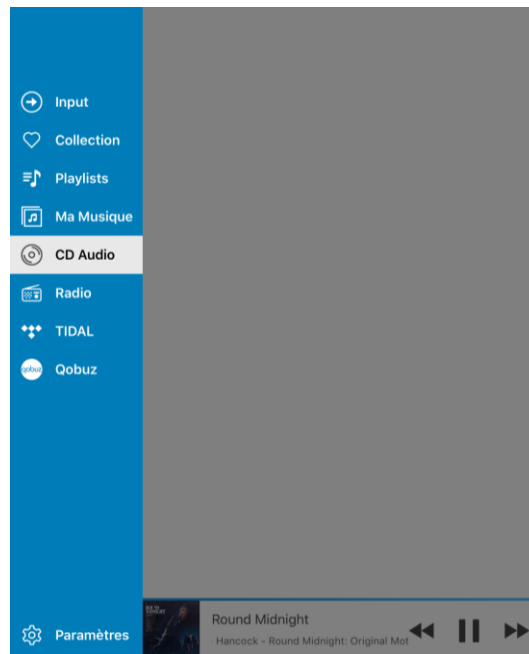 Input
Collection
Playlists
Ma Musique
CD Audio
Radio
TIDAL
qobuz
Qobuz
Paramètres
Round Midnight
Hancock - Round Midnight: Original Mot